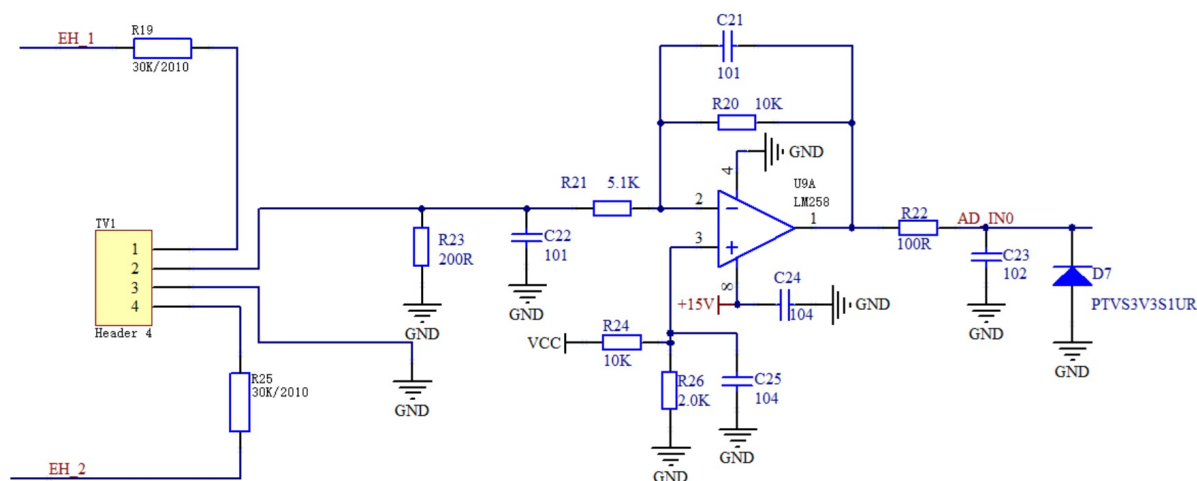 C21
101
R19
EH_1
30K/2010
R20 10K
GND
4
U9A
LM258
R21 5.1K
2
1
3
R22
100R
AD_IN0
TV1
1
2
3
4
Header 4
R23
200R
C22
101
GND
GND
C23
102
GND
D7
PTVS3V3S1UR
GND
8
+15V
C24
104
GND
VCC
R24
10K
R25
30K/2010
GND
R26
2.0K
C25
104
GND
GND
EH_2